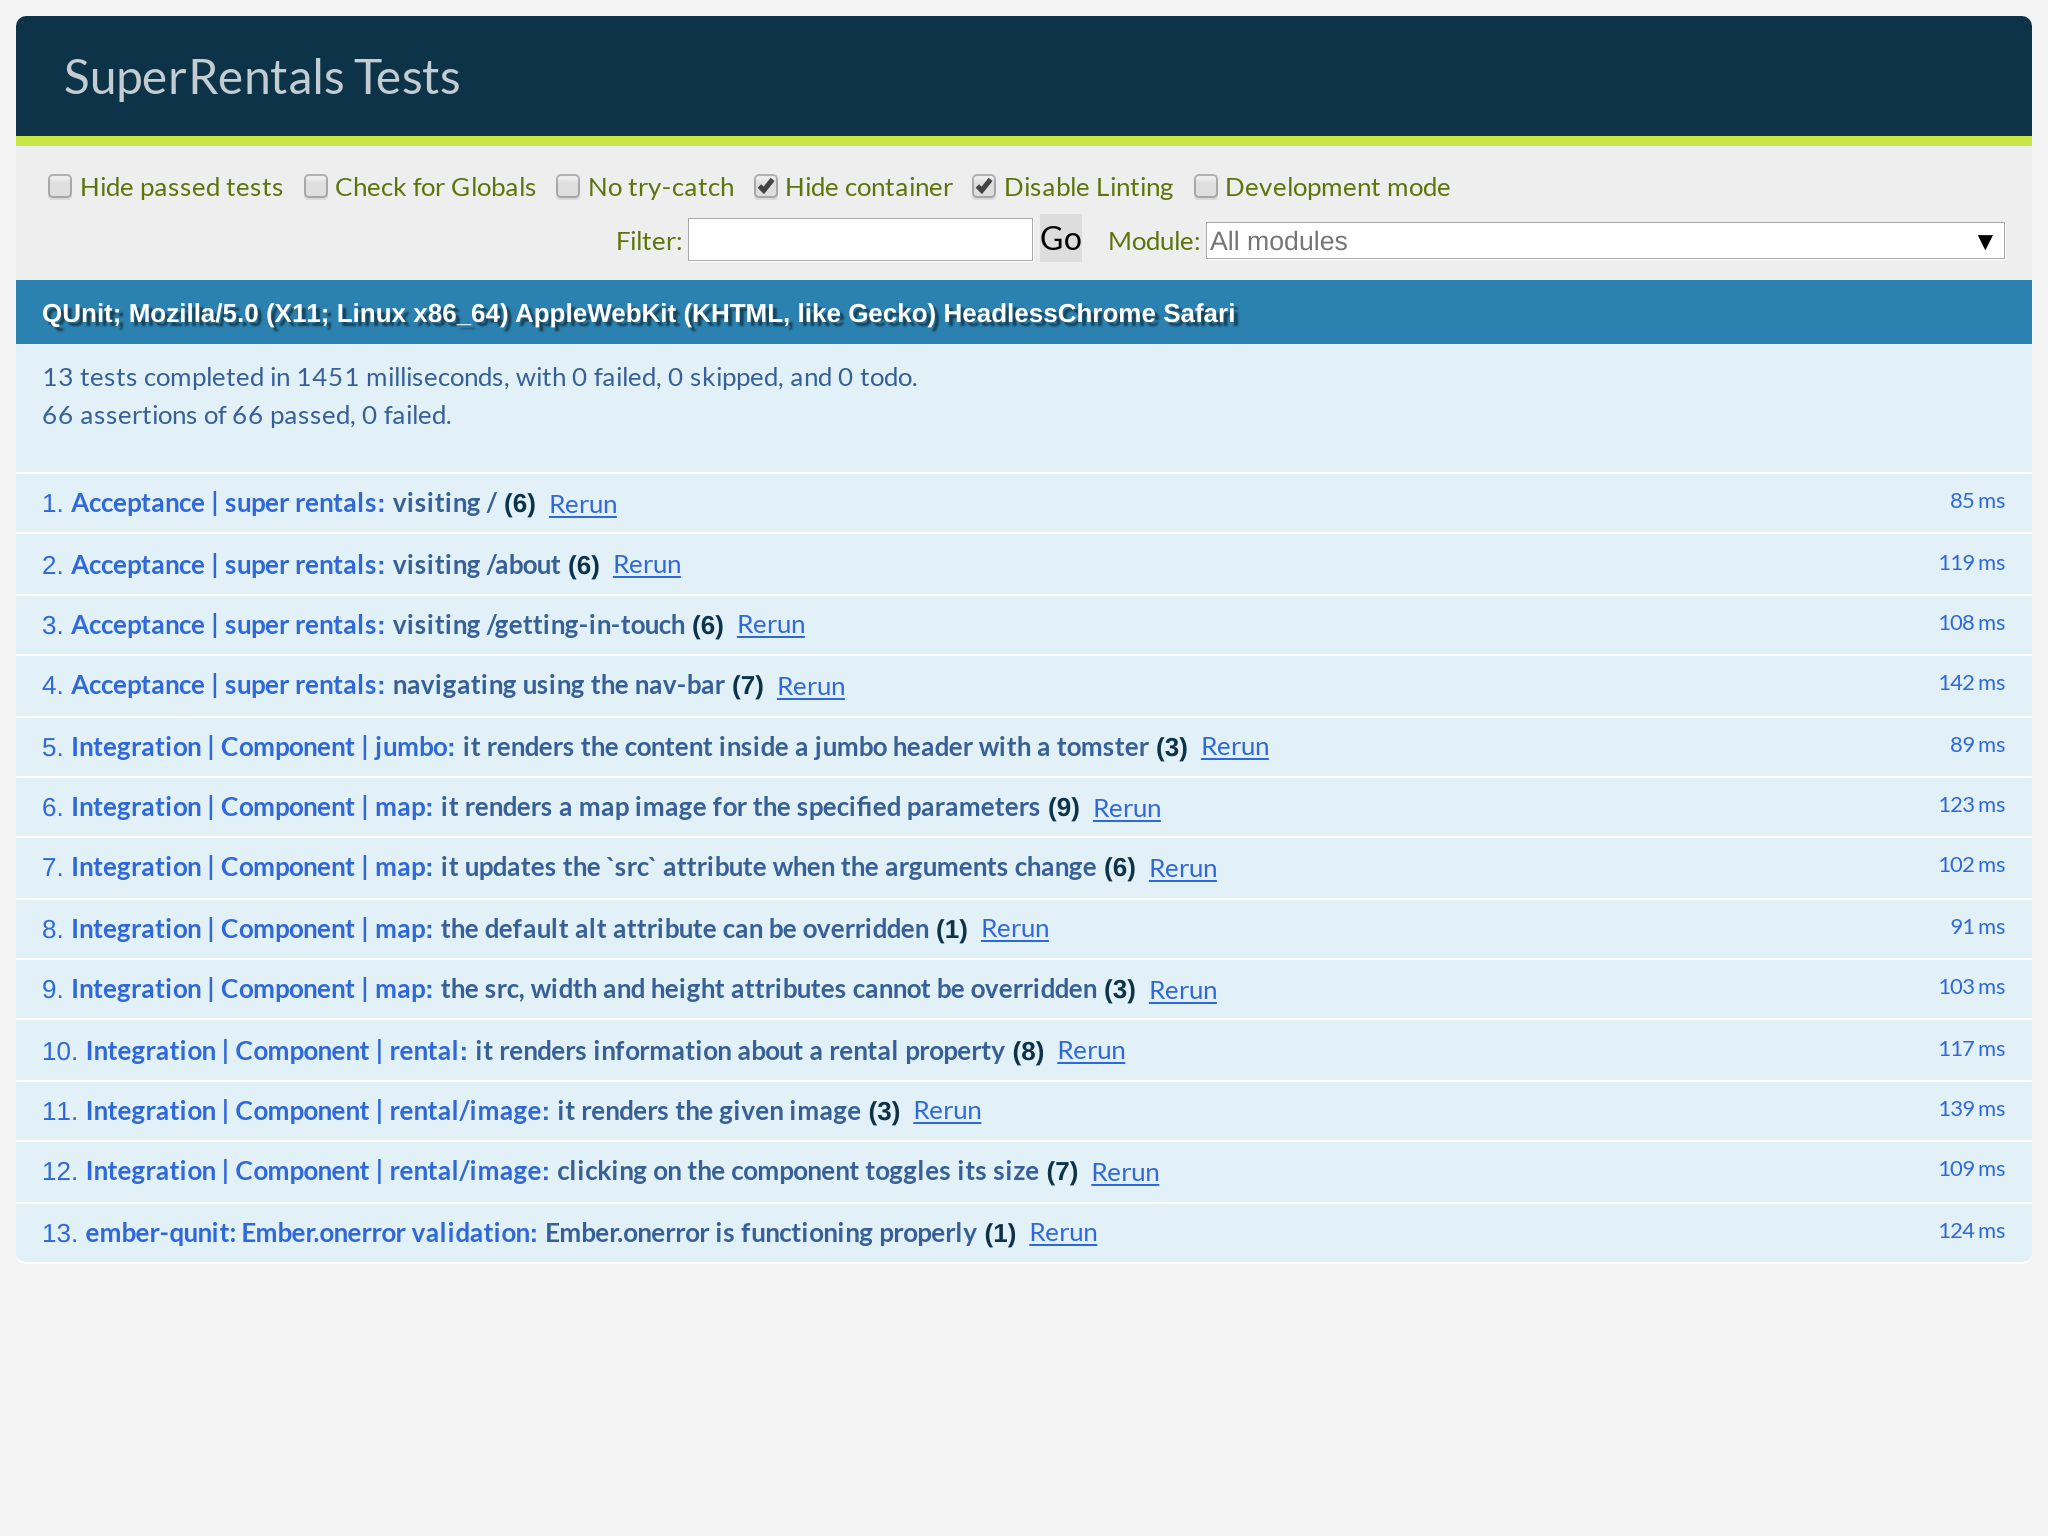 SuperRentals Tests
Hide passed tests Check for Globals No try-catch Hide container Disable Linting Development mode
Filter: Go Module: All modules ▼
QUnit; Mozilla/5.0 (X11; Linux x86_64) AppleWebKit (KHTML, like Gecko) HeadlessChrome Safari
13 tests completed in 1451 milliseconds, with 0 failed, 0 skipped, and 0 todo.
66 assertions of 66 passed, 0 failed.
1. Acceptance | super rentals: visiting / (6) Rerun 85 ms
2. Acceptance | super rentals: visiting /about (6) Rerun 119 ms
3. Acceptance | super rentals: visiting /getting-in-touch (6) Rerun 108 ms
4. Acceptance | super rentals: navigating using the nav-bar (7) Rerun 142 ms
5. Integration | Component | jumbo: it renders the content inside a jumbo header with a tomster (3) Rerun 89 ms
6. Integration | Component | map: it renders a map image for the specified parameters (9) Rerun 123 ms
7. Integration | Component | map: it updates the `src` attribute when the arguments change (6) Rerun 102 ms
8. Integration | Component | map: the default alt attribute can be overridden (1) Rerun 91 ms
9. Integration | Component | map: the src, width and height attributes cannot be overridden (3) Rerun 103 ms
10. Integration | Component | rental: it renders information about a rental property (8) Rerun 117 ms
11. Integration | Component | rental/image: it renders the given image (3) Rerun 139 ms
12. Integration | Component | rental/image: clicking on the component toggles its size (7) Rerun 109 ms
13. ember-qunit: Ember.onerror validation: Ember.onerror is functioning properly (1) Rerun 124 ms